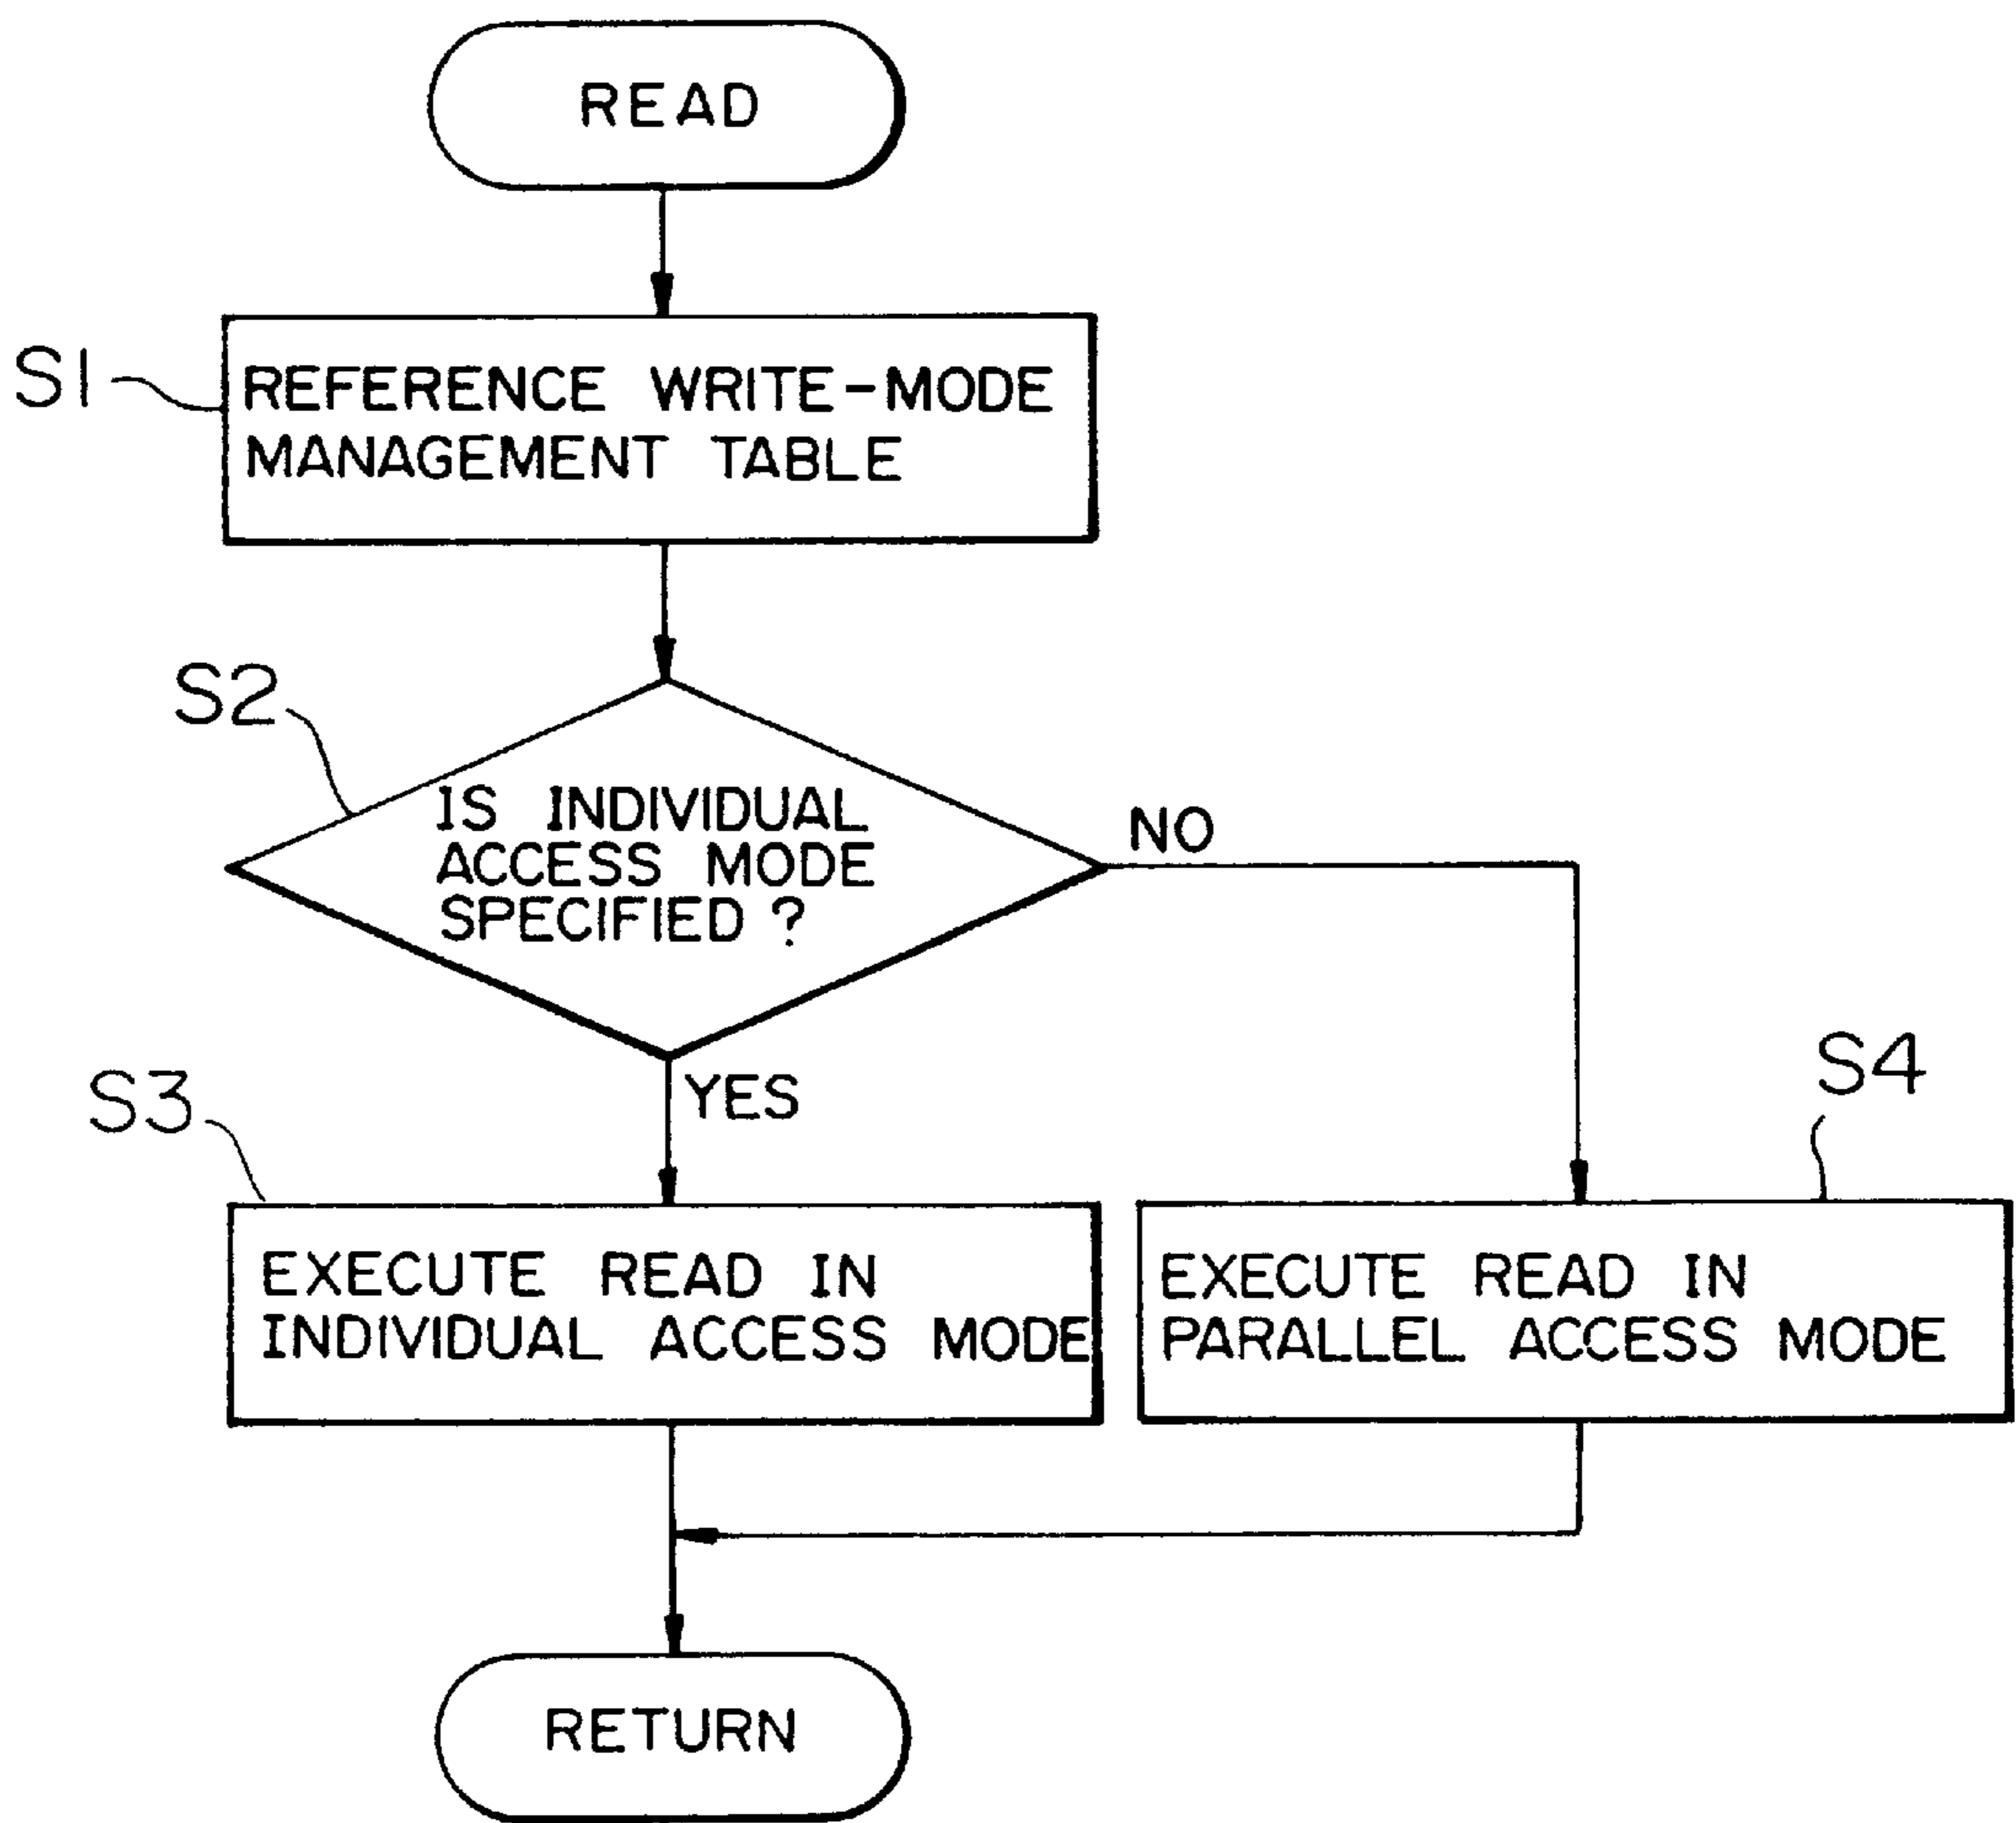 READ
S1
REFERENCE WRITE-MODE
MANAGEMENT TABLE
S2
IS INDIVIDUAL
ACCESS MODE
SPECIFIED ?
NO
YES
S3
EXECUTE READ IN
INDIVIDUAL ACCESS MODE
S4
EXECUTE READ IN
PARALLEL ACCESS MODE
RETURN